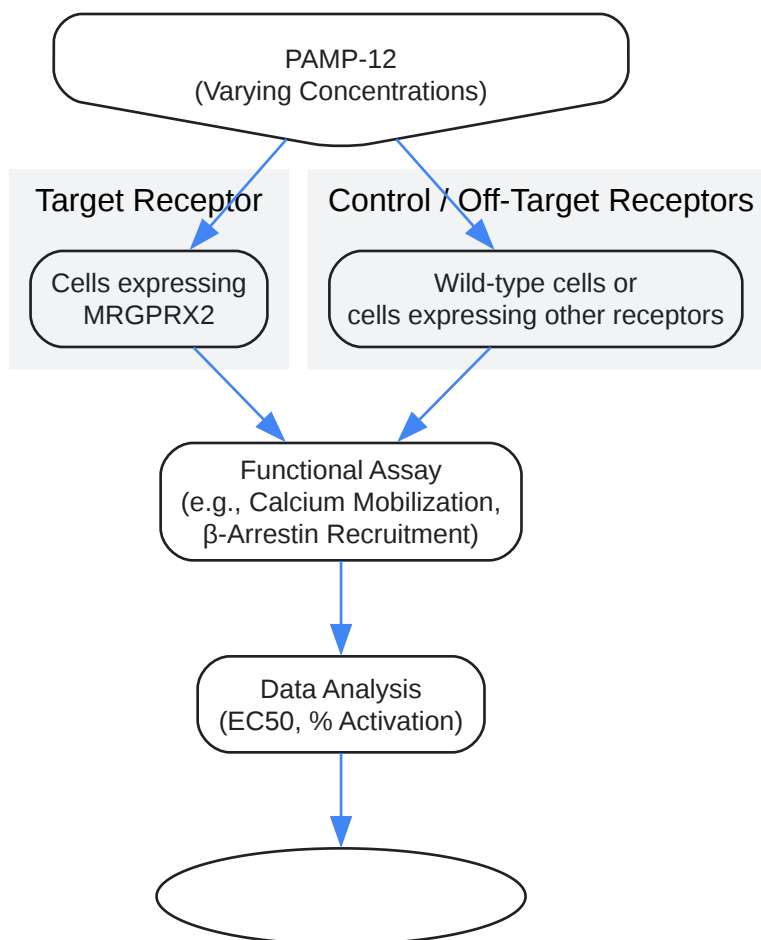 PAMP-12
(Varying Concentrations)
Target Receptor
Control / Off-Target Receptors
Cells expressing
MRGPRX2
Wild-type cells or
cells expressing other receptors
Functional Assay
(e.g., Calcium Mobilization,
β-Arrestin Recruitment)
Data Analysis
(EC50, % Activation)